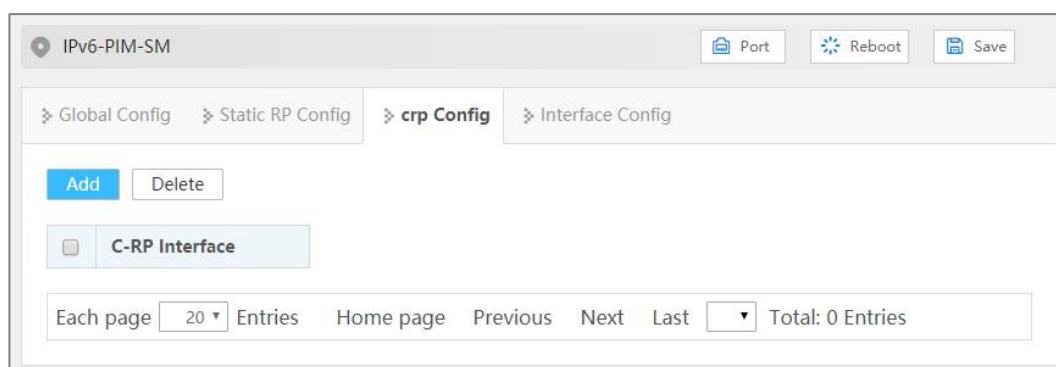 IPv6-PIM-SM Port Reboot Save
Global Config Static RP Config crp Config Interface Config
Add Delete
C-RP Interface
Each page 20 Entries Home page Previous Next Last Total: 0 Entries